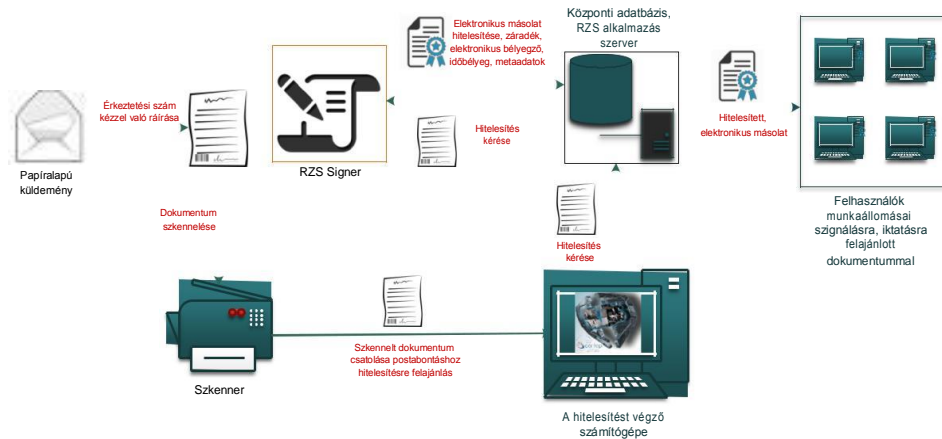 Elektronikus másolat
hitelesítése, záradék,
elektronikus bélyegző,
időbélyeg, metaadatok
Központi adatbázis,
RZS alkalmazás
szerver
Érkeztetési szám
kézzel való ráírása
Hitelesítés
kérése
Hitelesített,
elektronikus másolat
Papíralapú
küldemény
RZS Signer
Dokumentum
szkennelése
Hitelesítés
kérése
Felhasználók
munkaállomásai
szignálásra, iktatásra
felajánlott
dokumentummal
Szkennelt dokumentum
csatolása postabontáshoz
hitelesítésre felajánlás
Szkenner
A hitelesítést végző
számítógépe